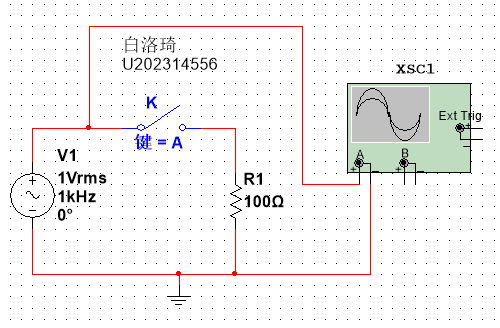 白洛琦
U202314556
XSC1
Ext Trig
+
K
A
B
键 = A
V1
1Vrms
1kHz
0°
R1
100Ω